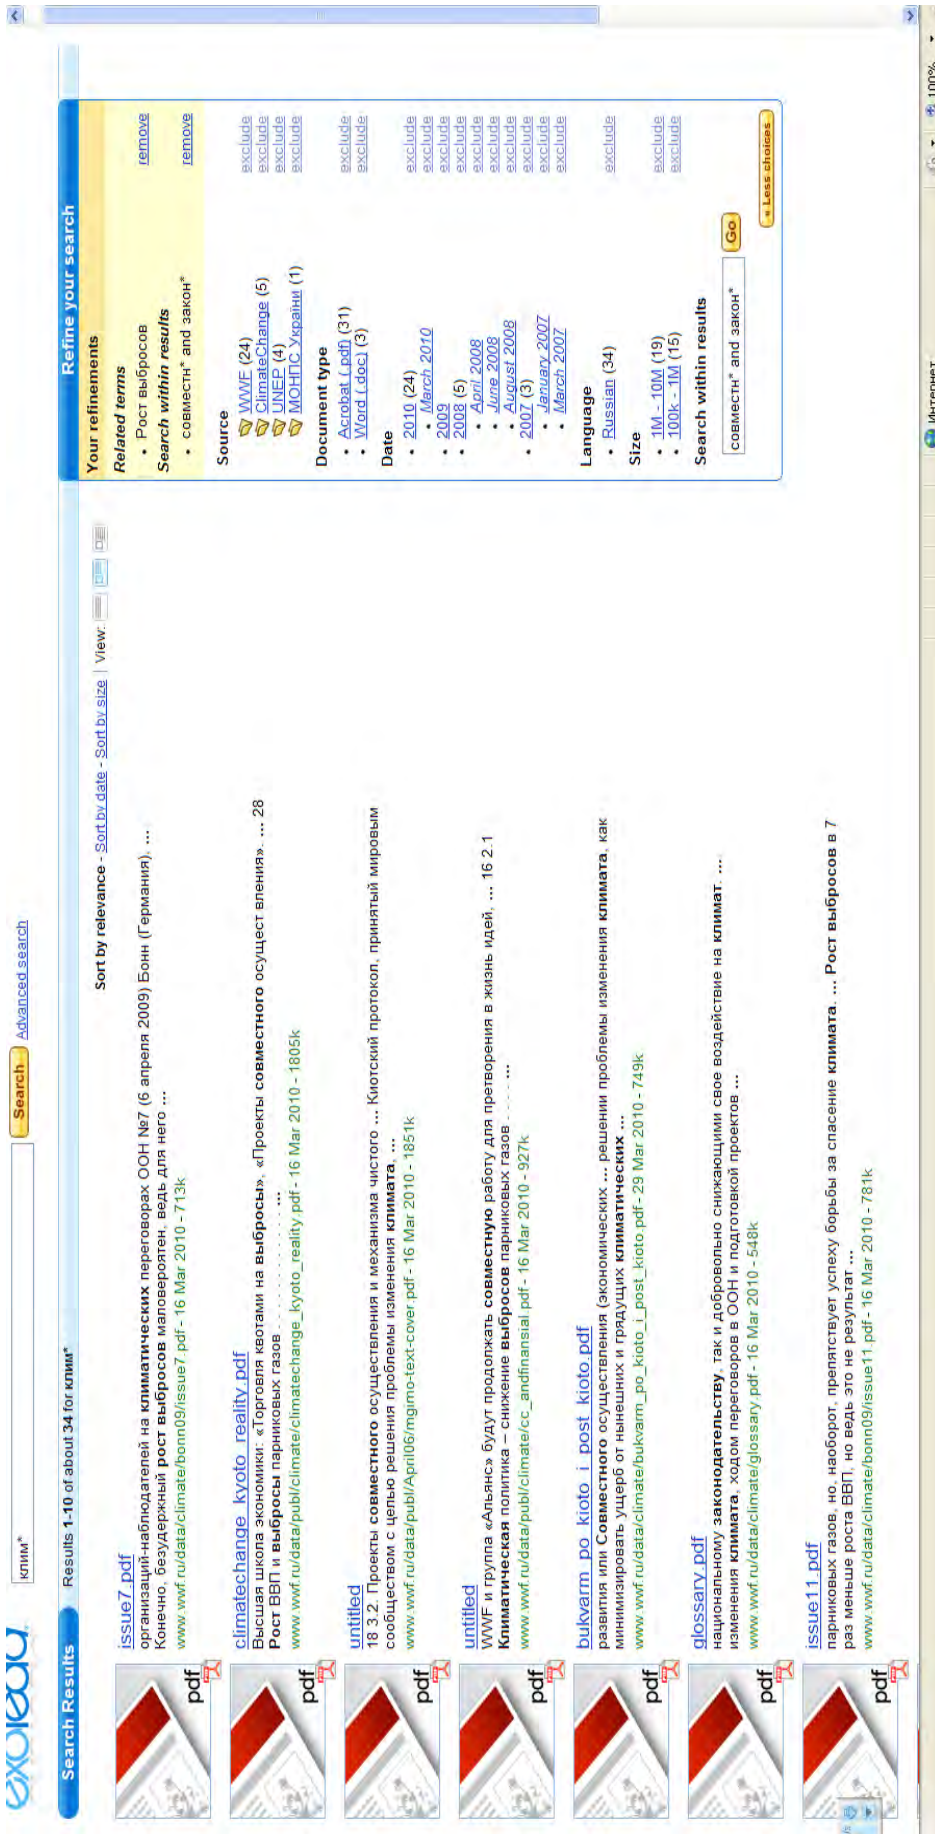 exalead
клим*
Search
Advanced search
Search Results
Results 1-10 of about 34 for клим*
Sort by relevance - Sort by date - Sort by size | View:
issue7.pdf
организаций-наблюдателей на климатических переговорах ООН №7 (6 апреля 2009) Бонн (Германия), ...
Конечно, безудержный рост выбросов маловероятен, ведь для него ...
www.wwf.ru/data/climate/bonn09/issue7.pdf - 16 Mar 2010 - 713k
pdf
climatechange_kyoto_reality.pdf
Высшая школа экономики: «Торговля квотами на выбросы», «Проекты совместного осущест вления». ... 28
Рост ВВП и выбросы парниковых газов . . . . . . . . . . . . ...
www.wwf.ru/data/publ/climate/climatechange_kyoto_reality.pdf - 16 Mar 2010 - 1805k
pdf
untitled
18 3.2. Проекты совместного осуществления и механизма чистого ... Киотский протокол, принятый мировым
сообществом с целью решения проблемы изменения климата, ...
www.wwf.ru/data/publ/April06/mgimo-text-cover.pdf - 16 Mar 2010 - 1851k
pdf
untitled
WWF и группа «Альянс» будут продолжать совместную работу для претворения в жизнь идей, ... 16 2.1
Климатическая политика – снижение выбросов парниковых газов . . . . ...
www.wwf.ru/data/publ/climate/cc_andfinansial.pdf - 16 Mar 2010 - 927k
pdf
bukvarm_po_kioto_i_post_kioto.pdf
развития или Совместного осуществления (экономических ... решении проблемы изменения климата, как
минимизировать ущерб от нынешних и грядущих климатических ...
www.wwf.ru/data/climate/bukvarm_po_kioto_i_post_kioto.pdf - 29 Mar 2010 - 749k
pdf
glossary.pdf
национальному законодательству, так и добровольно снижающими свое воздействие на климат. ...
изменения климата, ходом переговоров в ООН и подготовкой проектов ...
www.wwf.ru/data/climate/glossary.pdf - 16 Mar 2010 - 548k
pdf
issue11.pdf
парниковых газов, но, наоборот, препятствует успеху борьбы за спасение климата. ... Рост выбросов в 7
раз меньше роста ВВП, но ведь это не результат ...
www.wwf.ru/data/climate/bonn09/issue11.pdf - 16 Mar 2010 - 781k
pdf
Refine your search
Your refinements
Related terms
• Рост выбросов remove
Search within results
• совместн* and закон* remove
Source
WWF (24) exclude
ClimateChange (5) exclude
UNEP (4) exclude
МОНПС України (1) exclude
Document type
• Acrobat (.pdf) (31) exclude
• Word (.doc) (3) exclude
Date
• 2010 (24) exclude
• March 2010 exclude
• 2009 exclude
• 2008 (5) exclude
• April 2008 exclude
• June 2008 exclude
• August 2008 exclude
• 2007 (3) exclude
• January 2007 exclude
• March 2007 exclude
Language
• Russian (34) exclude
Size
• 1M - 10M (19) exclude
• 100k - 1M (15) exclude
Search within results
совместн* and закон*
Go
« Less choices
Интернет
100%